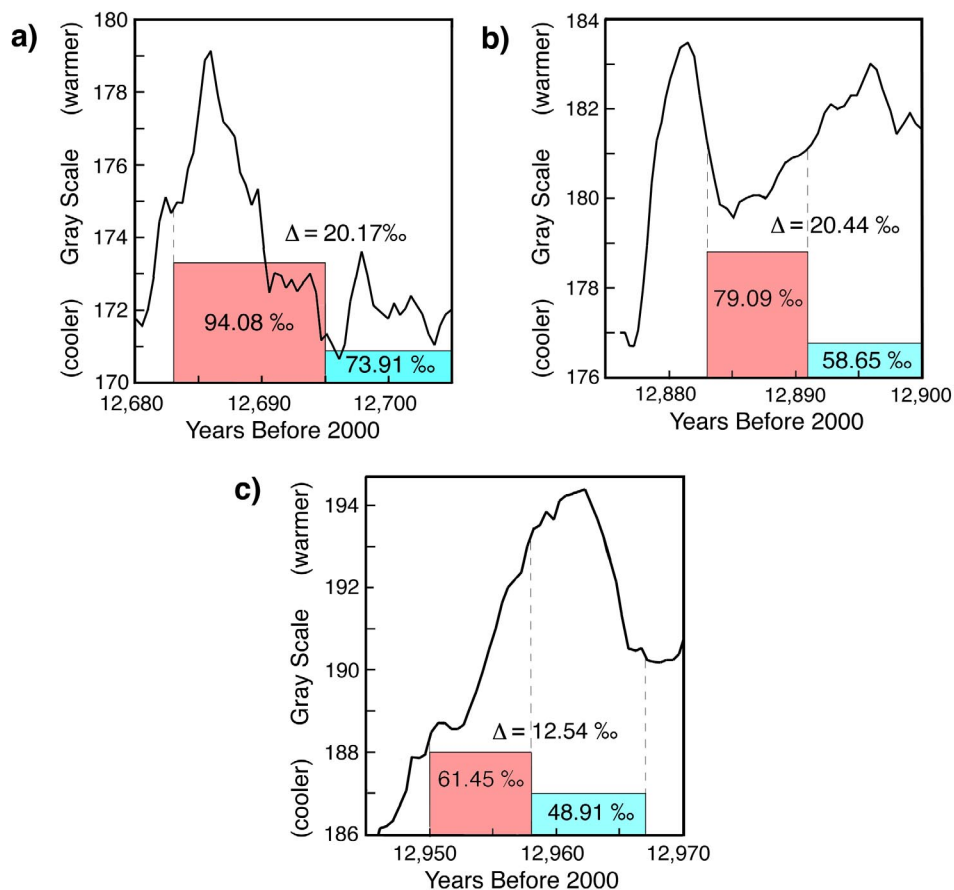 a)
180
178
176
174
172
170
Gray Scale
(warmer)
(cooler)
Δ = 20.17‰
94.08 ‰
73.91 ‰
12,680
12,690
12,700
Years Before 2000
b)
184
182
180
178
176
Gray Scale
(warmer)
(cooler)
Δ = 20.44 ‰
79.09 ‰
58.65 ‰
12,880
12,890
12,900
Years Before 2000
c)
194
192
190
188
186
Gray Scale
(warmer)
(cooler)
Δ = 12.54 ‰
61.45 ‰
48.91 ‰
12,950
12,960
12,970
Years Before 2000